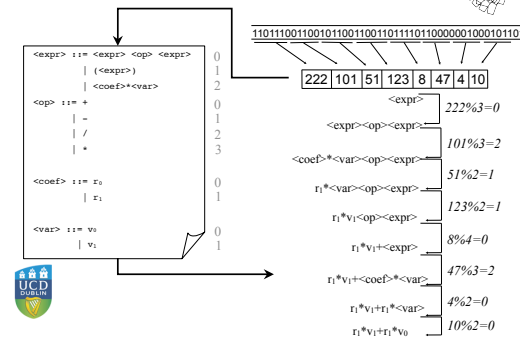 <expr> ::= <expr> <op> <expr> 0
| (<expr>) 1
| <coef>*<var> 2
<op> ::= + 0
| - 1
| / 2
| * 3
<coef> ::= r₀ 0
| r₁ 1
<var> ::= v₀ 0
| v₁ 1
UCD
DUBLIN
222 101 51 123 8 47 4 10
<expr>
222%3=0
<expr><op><expr>
101%3=2
<coef>*<var><op><expr>
51%2=1
r₁*<var><op><expr>
123%2=1
r₁*v₁<op><expr>
8%4=0
r₁*v₁+<expr>
47%3=2
r₁*v₁+<coef>*<var>
4%2=0
r₁*v₁+r₁*<var>
10%2=0
r₁*v₁+r₁*v₀